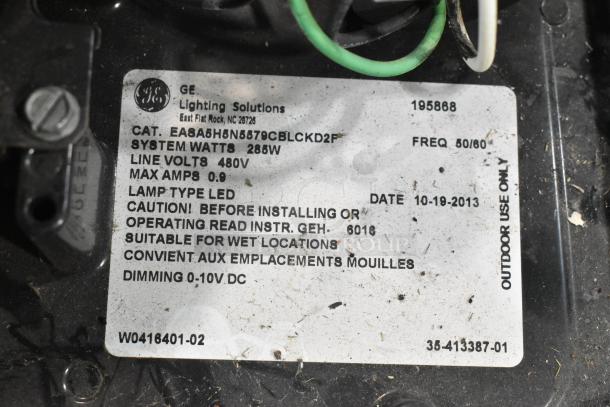 GE
GE
Lighting Solutions
East Flat Rock, NC 28726
195868
CAT. EASA5H5N5579CBLCKD2F
FREQ 50/60
SYSTEM WATTS 285W
LINE VOLTS 480V
MAX AMPS 0.9
LAMP TYPE LED
DATE 10-19-2013
CAUTION! BEFORE INSTALLING OR
OPERATING READ INSTR. GEH- 6016
SUITABLE FOR WET LOCATIONS
CONVIENT AUX EMPLACEMENTS MOUILLES
DIMMING 0-10V DC
OUTDOOR USE ONLY
W0416401-02
35-413387-01